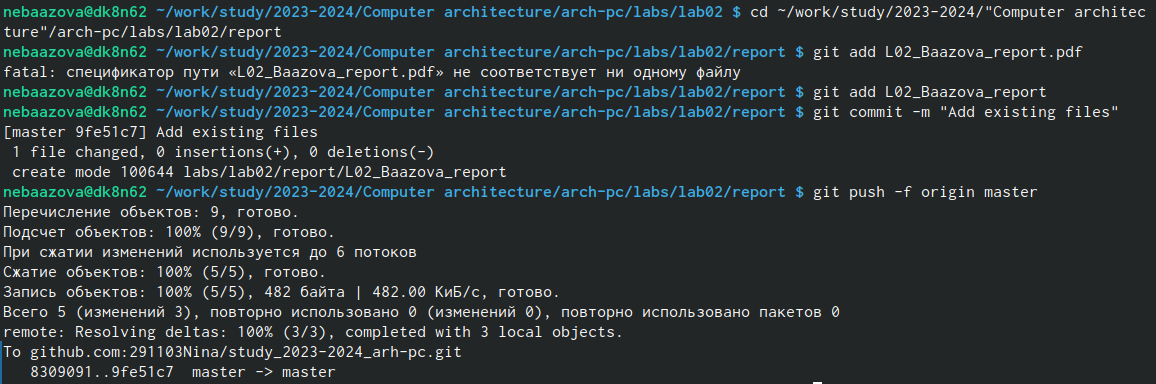 nebaazova@dk8n62 ~/work/study/2023-2024/Computer architecture/arch-pc/labs/lab02 $ cd ~/work/study/2023-2024/"Computer architec
ture"/arch-pc/labs/lab02/report
nebaazova@dk8n62 ~/work/study/2023-2024/Computer architecture/arch-pc/labs/lab02/report $ git add L02_Baazova_report.pdf
fatal: спецификатор пути «L02_Baazova_report.pdf» не соответствует ни одному файлу
nebaazova@dk8n62 ~/work/study/2023-2024/Computer architecture/arch-pc/labs/lab02/report $ git add L02_Baazova_report
nebaazova@dk8n62 ~/work/study/2023-2024/Computer architecture/arch-pc/labs/lab02/report $ git commit -m "Add existing files"
[master 9fe51c7] Add existing files
 1 file changed, 0 insertions(+), 0 deletions(-)
 create mode 100644 labs/lab02/report/L02_Baazova_report
nebaazova@dk8n62 ~/work/study/2023-2024/Computer architecture/arch-pc/labs/lab02/report $ git push -f origin master
Перечисление объектов: 9, готово.
Подсчет объектов: 100% (9/9), готово.
При сжатии изменений используется до 6 потоков
Сжатие объектов: 100% (5/5), готово.
Запись объектов: 100% (5/5), 482 байта | 482.00 КиБ/с, готово.
Всего 5 (изменений 3), повторно использовано 0 (изменений 0), повторно использовано пакетов 0
remote: Resolving deltas: 100% (3/3), completed with 3 local objects.
To github.com:291103Nina/study_2023-2024_arh-pc.git
   8309091..9fe51c7  master -> master